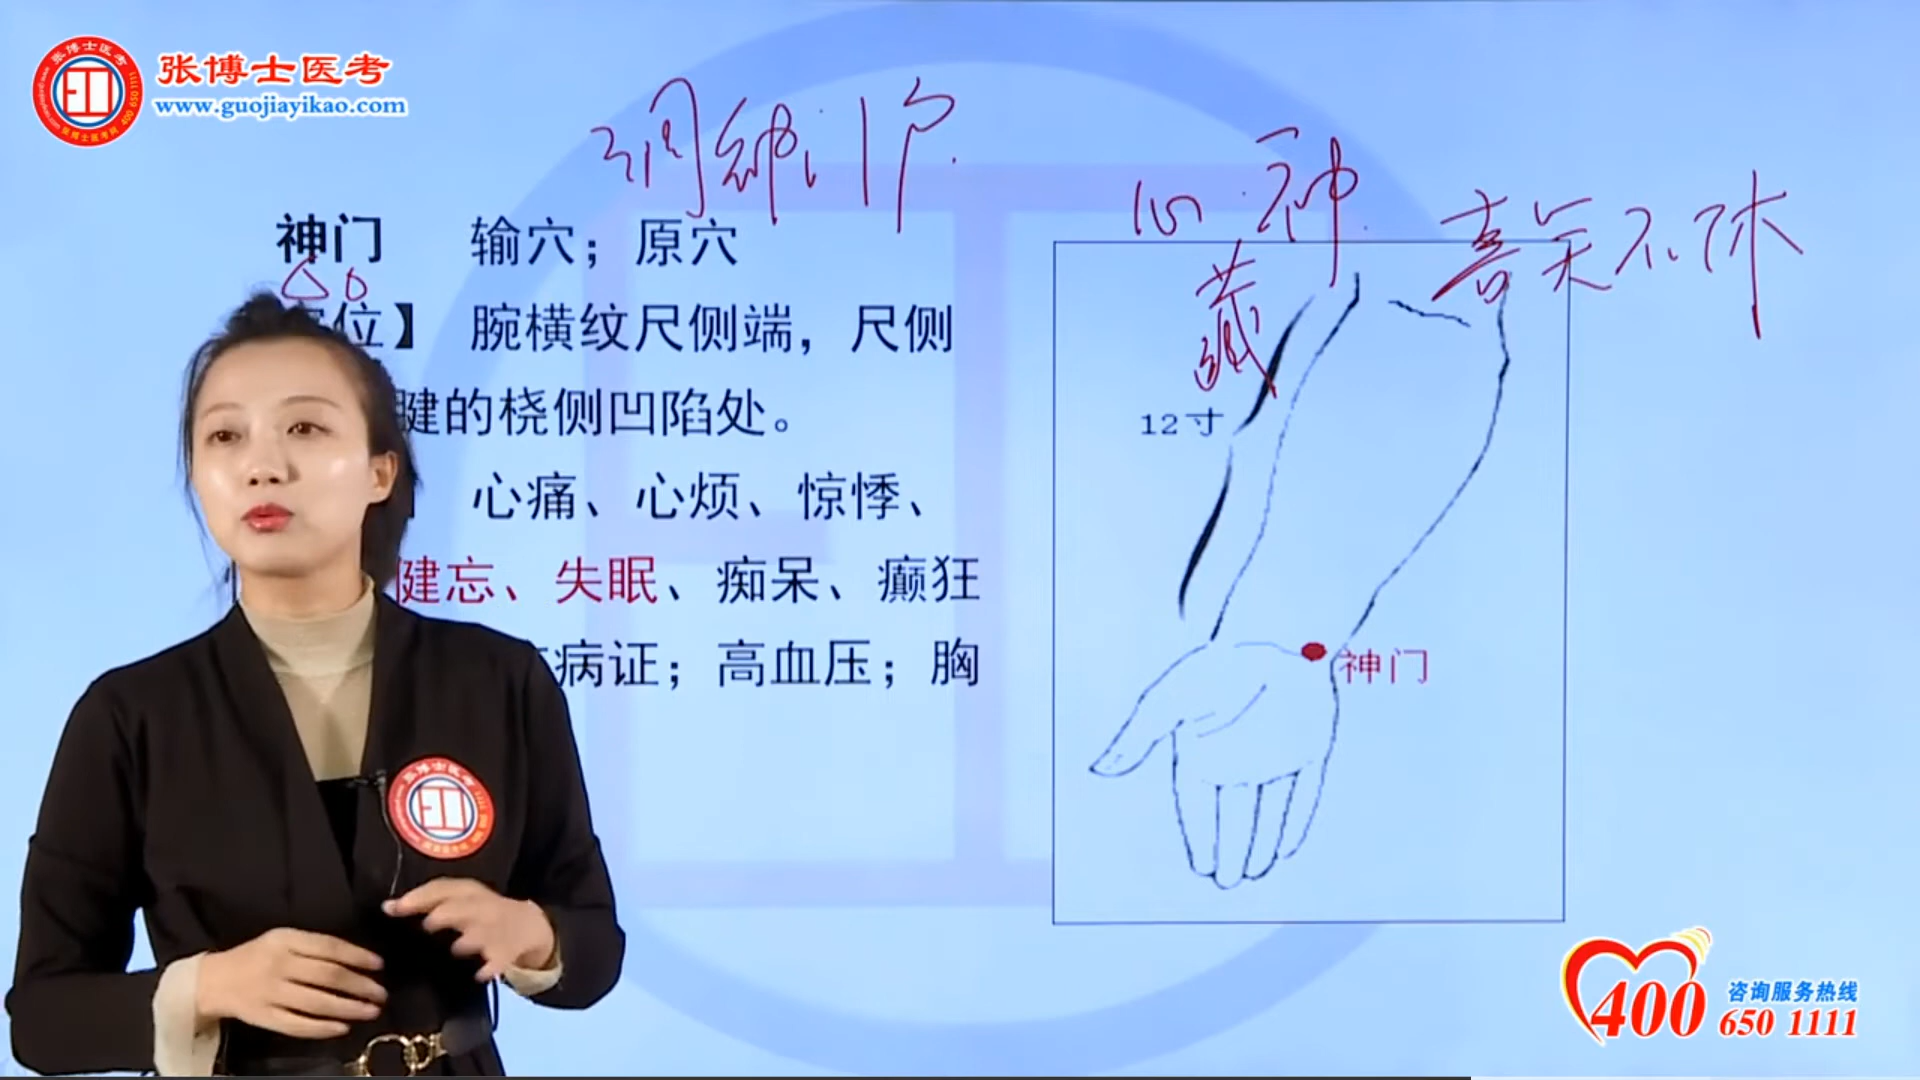 张博士医考
www.guojiayikao.com
调神门户
心 神
藏
喜笑不休
神门 输穴；原穴
位】 腕横纹尺侧端，尺侧
腱的桡侧凹陷处。
心痛、心烦、惊悸、
健忘、失眠、痴呆、癫狂
病证；高血压；胸
12寸
神门
400
咨询服务热线
650 1111